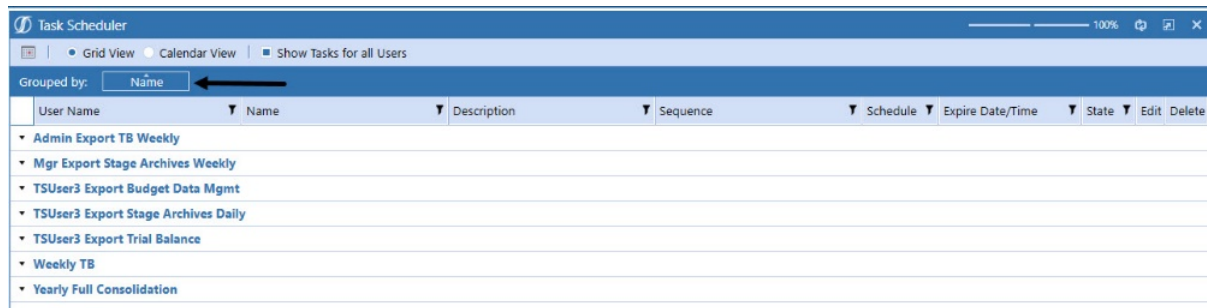 Task Scheduler 100%
Grid View Calendar View Show Tasks for all Users
Grouped by: Name
User Name Name Description Sequence Schedule Expire Date/Time State Edit Delete
Admin Export TB Weekly
Mgr Export Stage Archives Weekly
TSUser3 Export Budget Data Mgmt
TSUser3 Export Stage Archives Daily
TSUser3 Export Trial Balance
Weekly TB
Yearly Full Consolidation